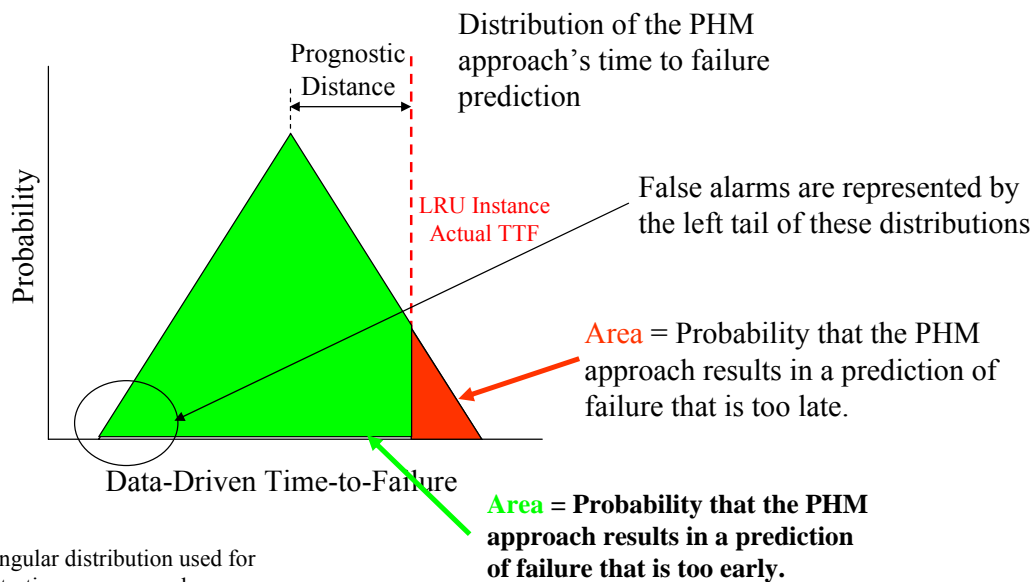 Distribution of the PHM
approach's time to failure
prediction
Prognostic
Distance
Probability
LRU Instance
Actual TTF
False alarms are represented by
the left tail of these distributions
Area = Probability that the PHM
approach results in a prediction of
failure that is too late.
Data-Driven Time-to-Failure
Area = Probability that the PHM
approach results in a prediction
of failure that is too early.
ngular distribution used for